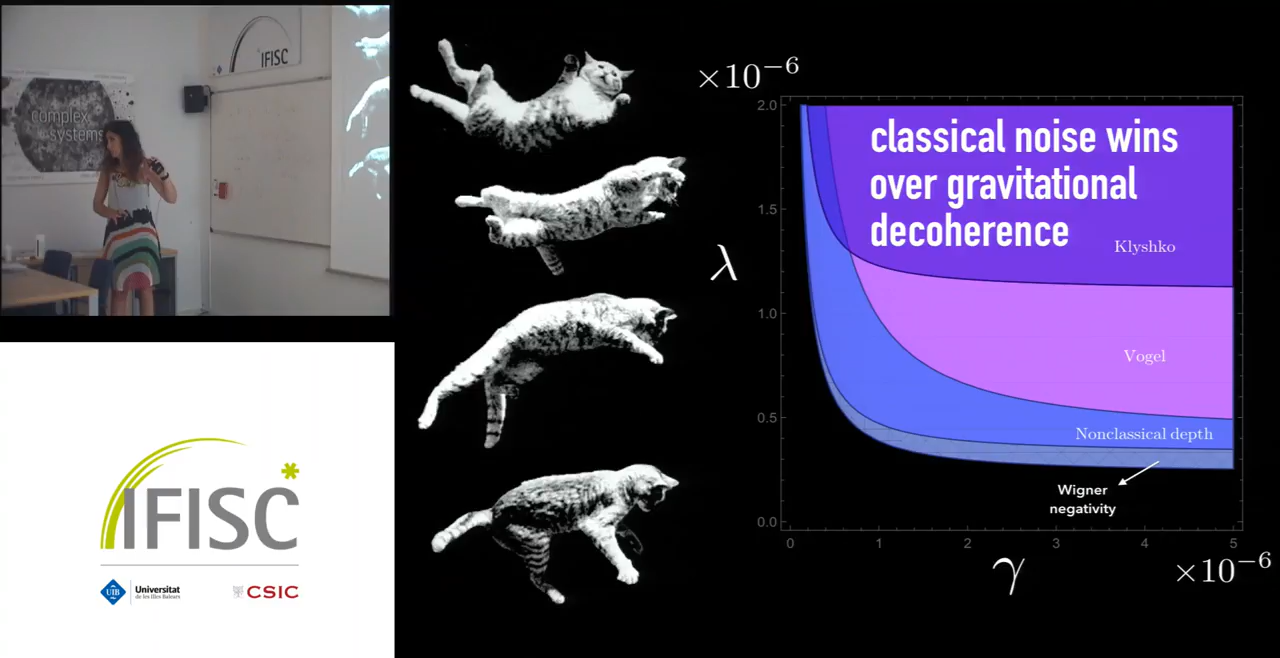 IFISC
complex
systems
×10⁻⁶
2.0
classical noise wins
over gravitational
decoherence
Klyshko
1.5
λ
1.0
Vogel
0.5
Nonclassical depth
Wigner
negativity
0.0
0 1 2 3 4 5
γ
×10⁻⁶
IFISC
UIB
Universitat
de les Illes Balears
CSIC